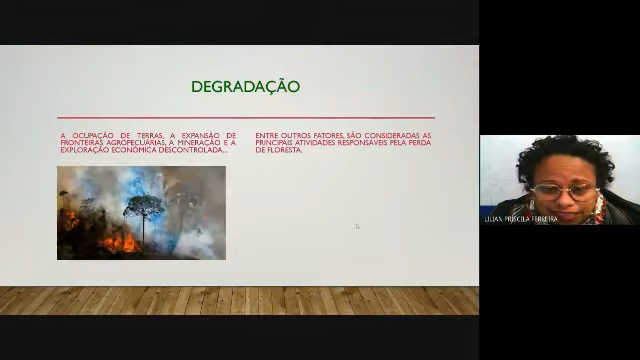 DEGRADAÇÃO
A OCUPAÇÃO DE TERRAS, A EXPANSÃO DE
FRONTEIRAS AGROPECUÁRIAS, A MINERAÇÃO E A
EXPLORAÇÃO ECONÔMICA DESCONTROLADA...
ENTRE OUTROS FATORES, SÃO CONSIDERADAS AS
PRINCIPAIS ATIVIDADES RESPONSÁVEIS PELA PERDA
DE FLORESTA.
LILIAN PRISCILA FERREIRA